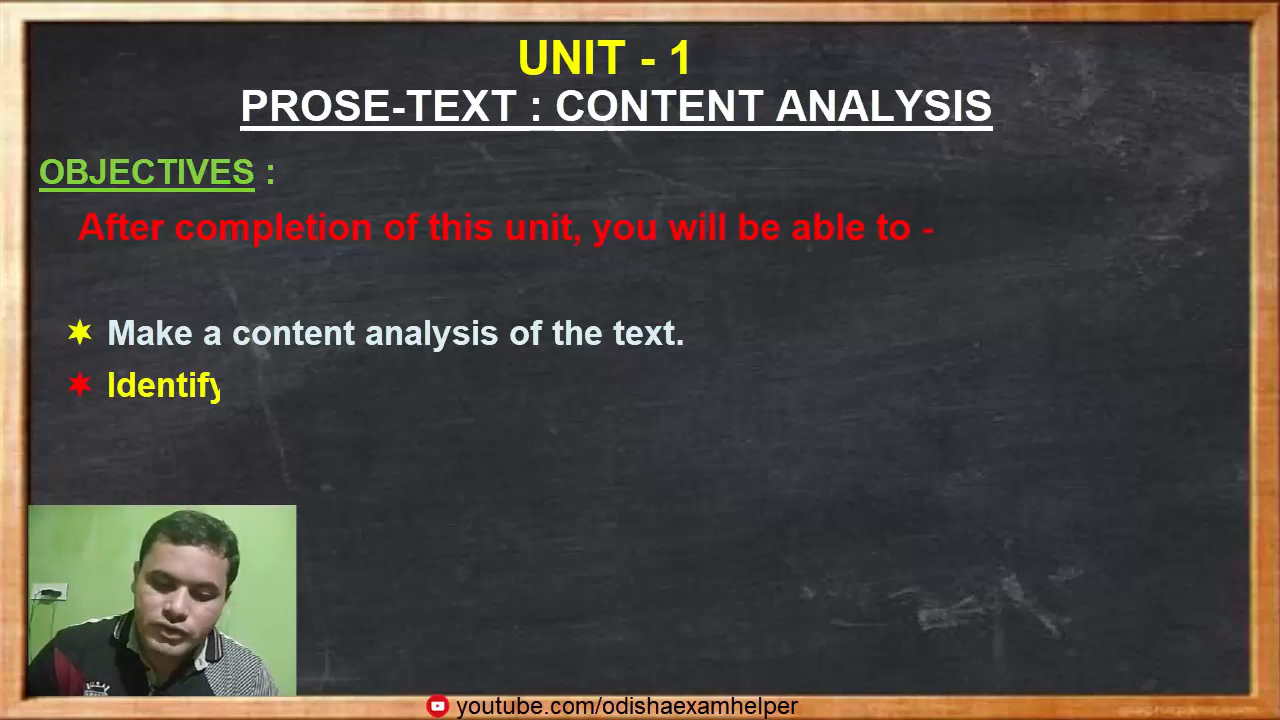 UNIT - 1
PROSE-TEXT : CONTENT ANALYSIS
OBJECTIVES :
After completion of this unit, you will be able to -
Make a content analysis of the text.
Identify
youtube.com/odishaexamhelper